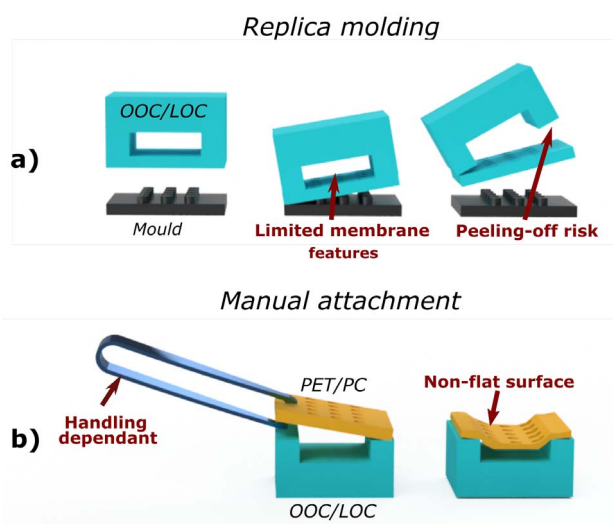 Replica molding
OOC/LOC
a)
Mould
Limited membrane
features
Peeling-off risk
Manual attachment
PET/PC
Non-flat surface
Handling
dependant
b)
OOC/LOC